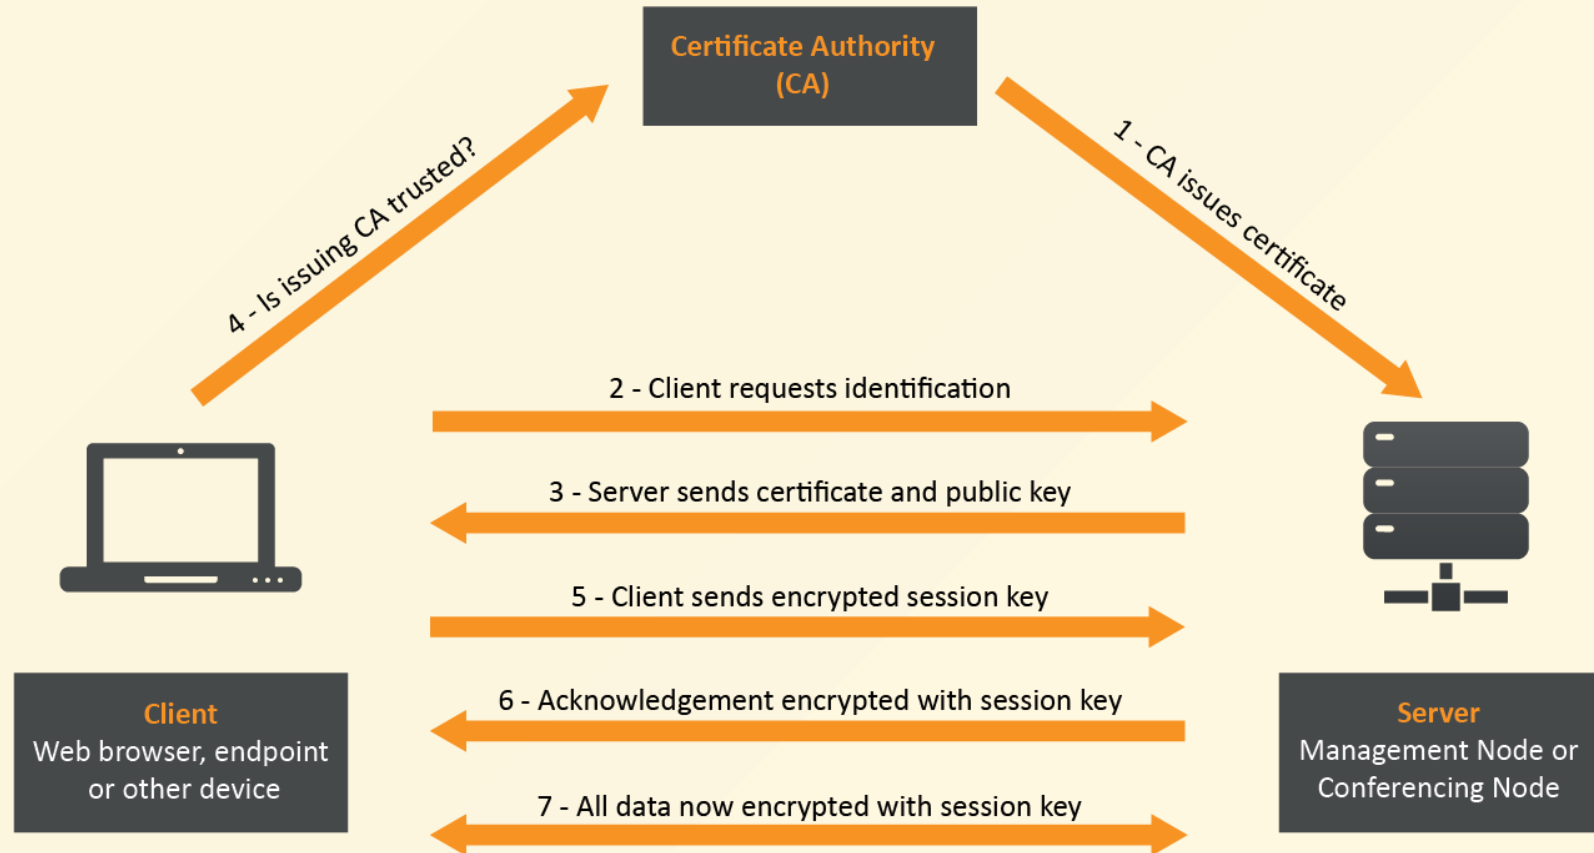 Certificate Authority
(CA)
4 - Is issuing CA trusted?
1 - CA issues certificate
2 - Client requests identification
3 - Server sends certificate and public key
5 - Client sends encrypted session key
6 - Acknowledgement encrypted with session key
7 - All data now encrypted with session key
Client
Web browser, endpoint
or other device
Server
Management Node or
Conferencing Node